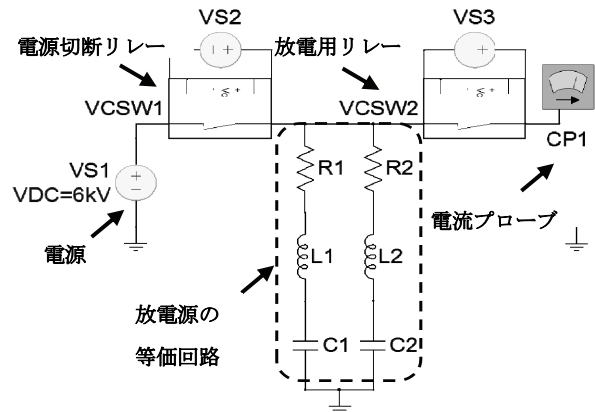 VS2
VS3
電源切断リレー
放電用リレー
VCSW1
VCSW2
CP1
VS1
VDC=6kV
R1
R2
電流プローブ
電源
L1
L2
放電源の
等価回路
C1
C2